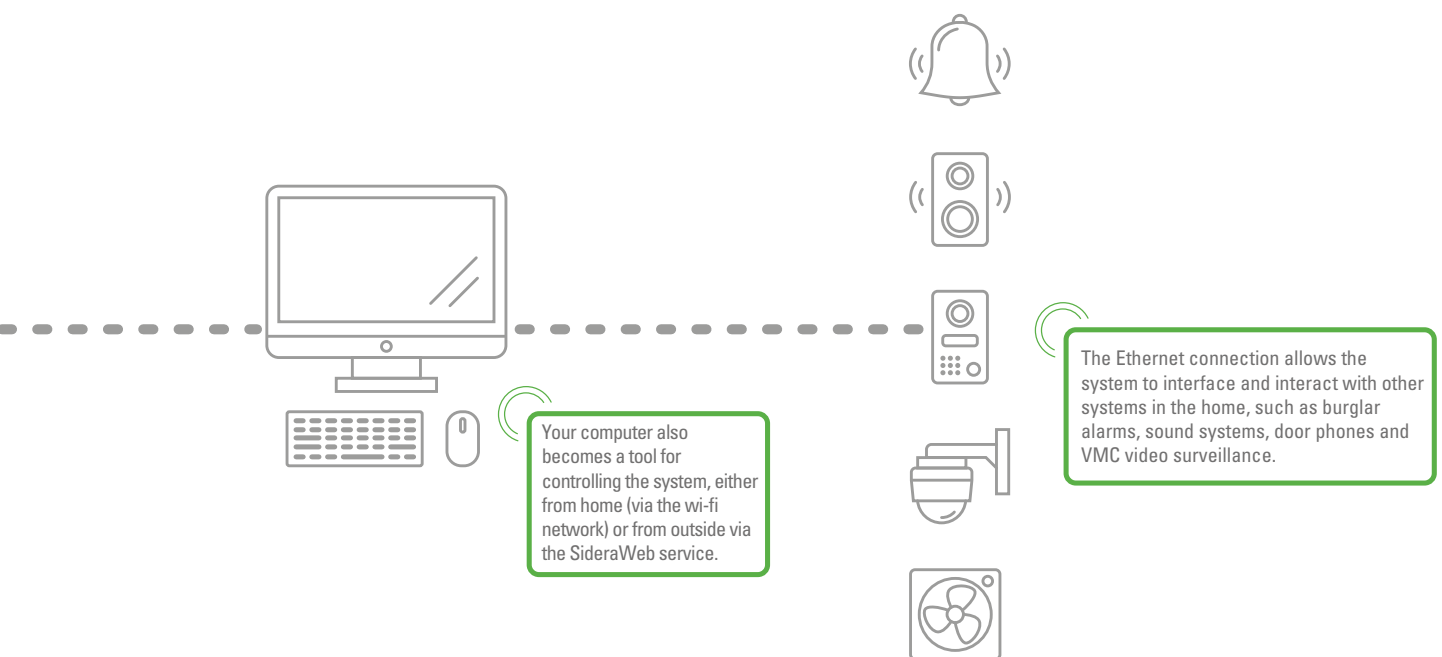 Your computer also
becomes a tool for
controlling the system, either
from home (via the wi-fi
network) or from outside via
the SideraWeb service.
The Ethernet connection allows the
system to interface and interact with other
systems in the home, such as burglar
alarms, sound systems, door phones and
VMC video surveillance.